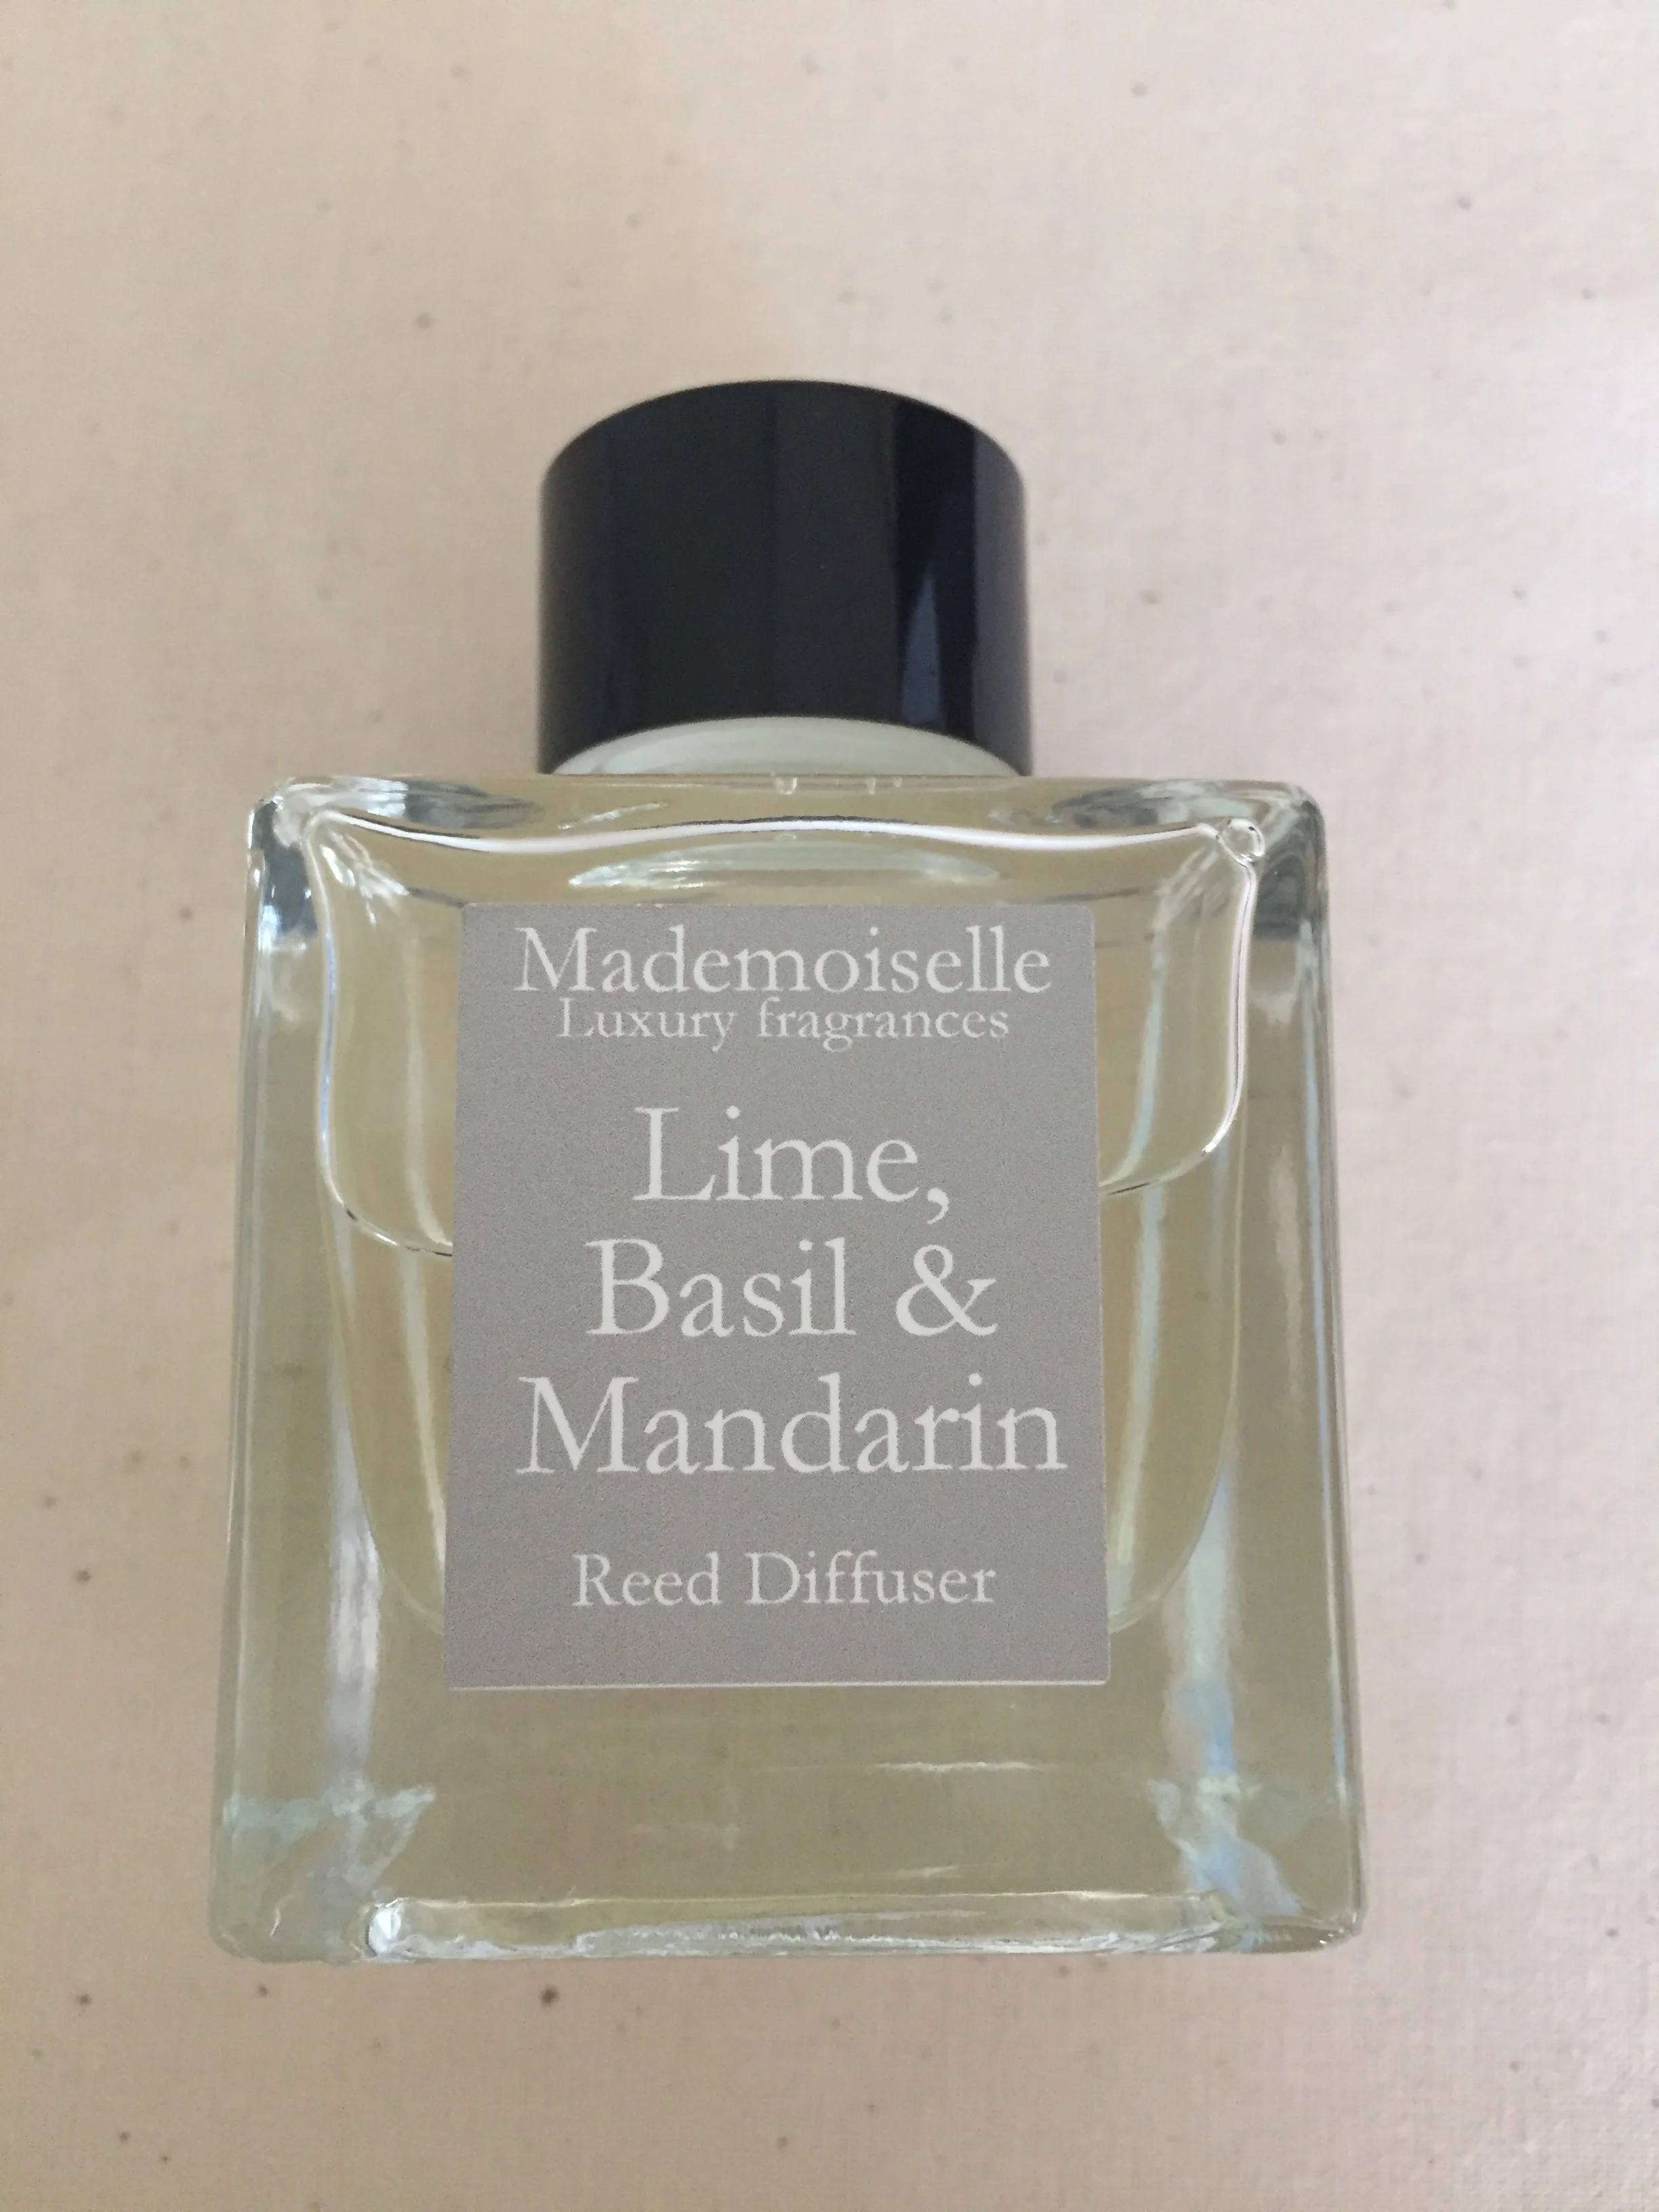 Mademoiselle
Luxury fragrances
Lime,
Basil &
Mandarin
Reed Diffuser